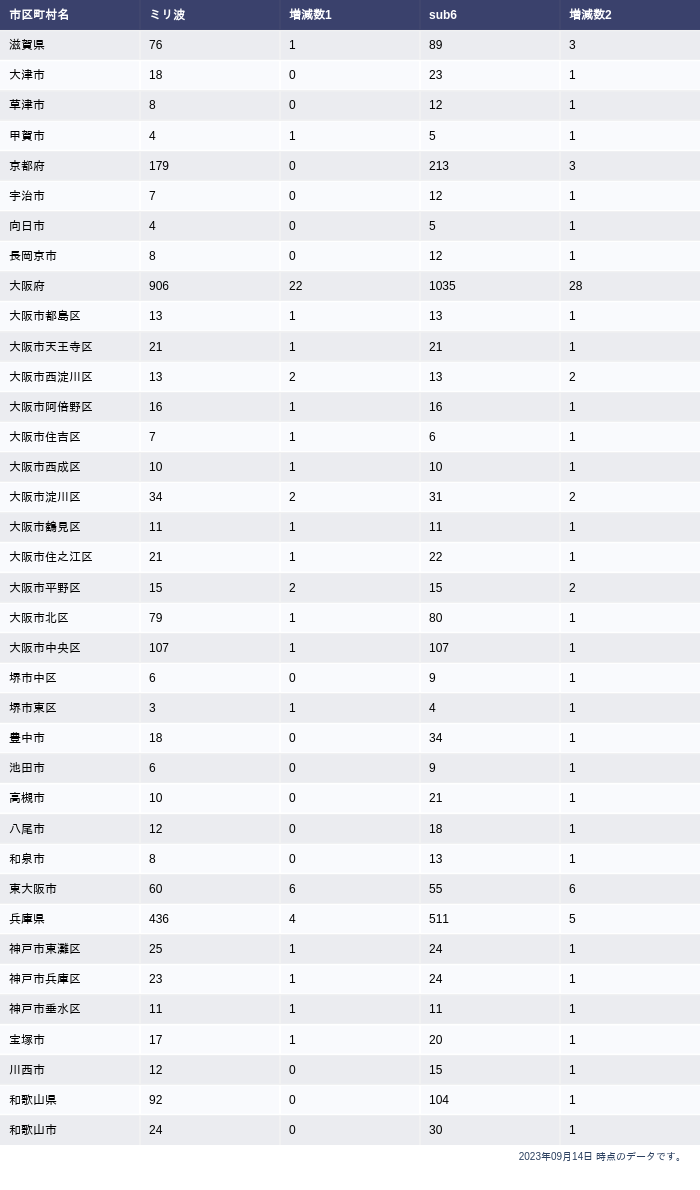 市区町村名 ミリ波 増減数1 sub6 増減数2
滋賀県 76 1 89 3
大津市 18 0 23 1
草津市 8 0 12 1
甲賀市 4 1 5 1
京都府 179 0 213 3
宇治市 7 0 12 1
向日市 4 0 5 1
長岡京市 8 0 12 1
大阪府 906 22 1035 28
大阪市都島区 13 1 13 1
大阪市天王寺区 21 1 21 1
大阪市西淀川区 13 2 13 2
大阪市阿倍野区 16 1 16 1
大阪市住吉区 7 1 6 1
大阪市西成区 10 1 10 1
大阪市淀川区 34 2 31 2
大阪市鶴見区 11 1 11 1
大阪市住之江区 21 1 22 1
大阪市平野区 15 2 15 2
大阪市北区 79 1 80 1
大阪市中央区 107 1 107 1
堺市中区 6 0 9 1
堺市東区 3 1 4 1
豊中市 18 0 34 1
池田市 6 0 9 1
高槻市 10 0 21 1
八尾市 12 0 18 1
和泉市 8 0 13 1
東大阪市 60 6 55 6
兵庫県 436 4 511 5
神戸市東灘区 25 1 24 1
神戸市兵庫区 23 1 24 1
神戸市垂水区 11 1 11 1
宝塚市 17 1 20 1
川西市 12 0 15 1
和歌山県 92 0 104 1
和歌山市 24 0 30 1
2023年09月14日 時点のデータです。